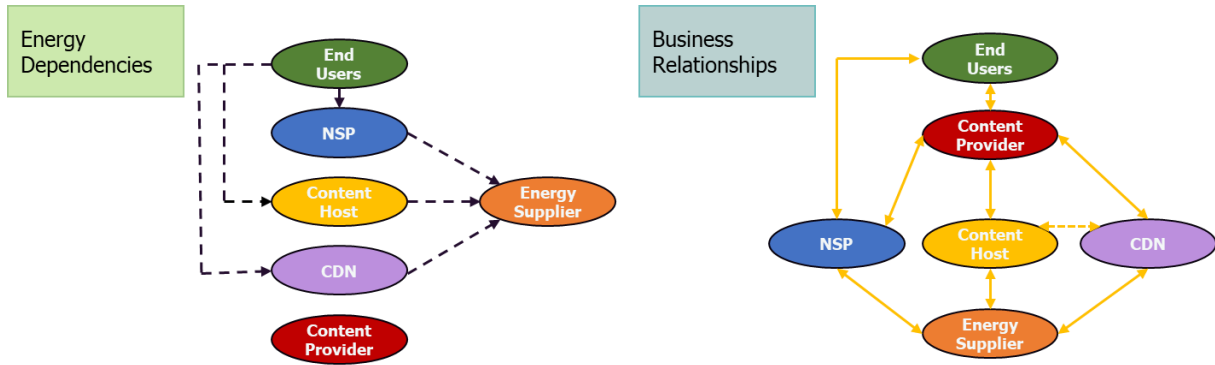 Energy
Dependencies
End
Users
NSP
Content
Host
Energy
Supplier
CDN
Content
Provider
Business
Relationships
End
Users
Content
Provider
NSP
Content
Host
CDN
Energy
Supplier